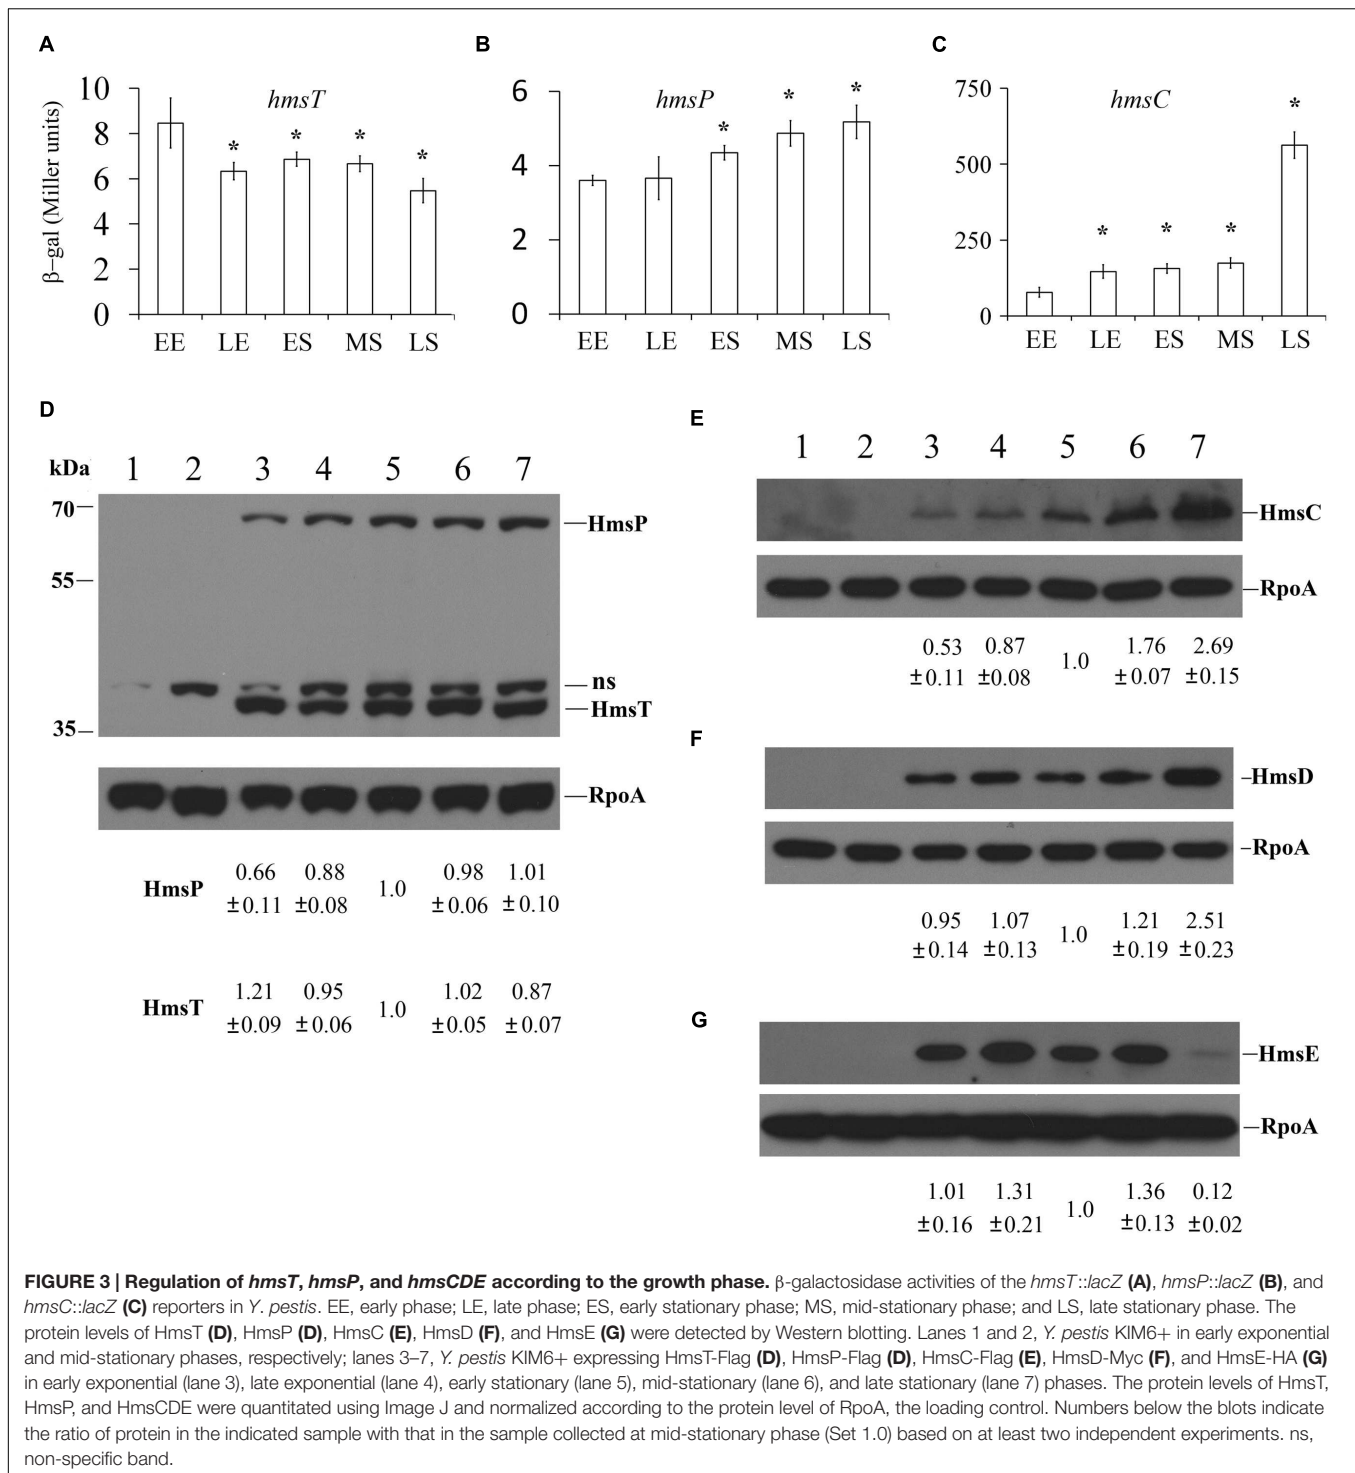 A
B
C
10
8
6
4
2
0
β–gal (Miller units)
hmsT
*
*
*
*
EE LE ES MS LS
6
4
2
0
hmsP
*
*
*
EE LE ES MS LS
750
500
250
0
hmsC
*
*
*
*
EE LE ES MS LS
D
kDa 1 2 3 4 5 6 7
70
55
35
HmsP
ns
HmsT
RpoA
HmsP
0.66 0.88 1.0 0.98 1.01
±0.11 ±0.08 ±0.06 ±0.10
HmsT
1.21 0.95 1.0 1.02 0.87
±0.09 ±0.06 ±0.05 ±0.07
E
1 2 3 4 5 6 7
HmsC
RpoA
0.53 0.87 1.0 1.76 2.69
±0.11 ±0.08 ±0.07 ±0.15
F
HmsD
RpoA
0.95 1.07 1.0 1.21 2.51
±0.14 ±0.13 ±0.19 ±0.23
G
HmsE
RpoA
1.01 1.31 1.0 1.36 0.12
±0.16 ±0.21 ±0.13 ±0.02
FIGURE 3 | Regulation of hmsT, hmsP, and hmsCDE according to the growth phase. β-galactosidase activities of the hmsT::lacZ (A), hmsP::lacZ (B), and
hmsC::lacZ (C) reporters in Y. pestis. EE, early phase; LE, late phase; ES, early stationary phase; MS, mid-stationary phase; and LS, late stationary phase. The
protein levels of HmsT (D), HmsP (D), HmsC (E), HmsD (F), and HmsE (G) were detected by Western blotting. Lanes 1 and 2, Y. pestis KIM6+ in early exponential
and mid-stationary phases, respectively; lanes 3–7, Y. pestis KIM6+ expressing HmsT-Flag (D), HmsP-Flag (D), HmsC-Flag (E), HmsD-Myc (F), and HmsE-HA (G)
in early exponential (lane 3), late exponential (lane 4), early stationary (lane 5), mid-stationary (lane 6), and late stationary (lane 7) phases. The protein levels of HmsT,
HmsP, and HmsCDE were quantitated using Image J and normalized according to the protein level of RpoA, the loading control. Numbers below the blots indicate
the ratio of protein in the indicated sample with that in the sample collected at mid-stationary phase (Set 1.0) based on at least two independent experiments. ns,
non-specific band.